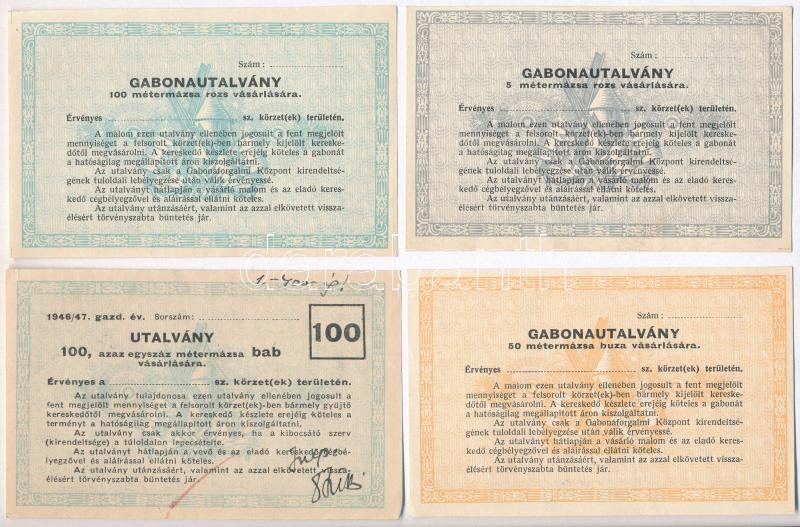 Szám :
GABONAUTALVÁNY
100 métermázsa rozs vásárlására.
Érvényes sz. körzet(ek) területén.
A malom ezen utalvány ellenében jogosult a fent megjelölt
mennyiséget a felsorolt körzet(ek)-ben bármely kijelölt keres-
kedőtől megvásárolni. A kereskedő készlete erejéig köteles a gabonát
a hatóságilag megállapított áron kiszolgáltatni.
Az utalvány csak a Gabonaforgalmi Központ kirendeltsé-
gének tuloldali lebélyegzése után válik érvényessé.
Az utalványt hátlapján a vásárló malom és az eladó keres-
kedő cégbélyegzővel és aláírással ellátni köteles.
Az utalvány utánzásáért, valamint az azzal elkövetett vissza-
élésért törvényszabta büntetés jár.
Szám :
GABONAUTALVÁNY
5 métermázsa rozs vásárlására.
Érvényes sz. körzet(ek) területén.
A malom ezen utalvány ellenében jogosult a fent megjelölt
mennyiséget a felsorolt körzet(ek)-ben bármely kijelölt keres-
kedőtől megvásárolni. A kereskedő készlete erejéig köteles a gabonát
a hatóságilag megállapított áron kiszolgáltatni.
Az utalvány csak a Gabonaforgalmi Központ kirendeltsé-
gének tuloldali lebélyegzése után válik érvényessé.
Az utalványt hátlapján a vásárló malom és az eladó keres-
kedő cégbélyegzővel és aláírással ellátni köteles.
Az utalvány utánzásáért, valamint az azzal elkövetett vissza-
élésért törvényszabta büntetés jár.
darabanth
1946/47. gazd. év. Sorszám:
100
UTALVÁNY
100, azaz egyszáz métermázsa bab
vásárlására.
Érvényes a sz. körzet(ek) területén.
Az utalvány tulajdonosa ezen utalvány ellenében jogosult a
fent megjelölt mennyiséget a felsorolt körzet(ek)-ben bármely gyüjtő
kereskedőtől megvásárolni. A kereskedő készlete erejéig köteles a
terményt a hatóságilag megállapított áron kiszolgáltatni.
Az utalvány csak akkor érvényes, ha a kibocsátó szerv
(kirendeltsége) a túloldalon lepecsételte.
Az utalványt hátlapján a vevő és az eladó kereskedő cégbé-
lyegzővel és aláírással ellátni köteles.
Az utalvány utánzásáért, valamint az azzal elkövetett vissza-
élésért törvényszabta büntetés jár.
Szám :
GABONAUTALVÁNY
50 métermázsa buza vásárlására.
Érvényes sz. körzet(ek) területén.
A malom ezen utalvány ellenében jogosult a fent megjelölt
mennyiséget a felsorolt körzet(ek)-ben bármely kijelölt keres-
kedőtől megvásárolni. A kereskedő készlete erejéig köteles a gabonát
a hatóságilag megállapított áron kiszolgáltatni.
Az utalvány csak a Gabonaforgalmi Központ kirendeltsé-
gének tuloldali lebélyegzése után válik érvényessé.
Az utalványt hátlapján a vásárló malom és az eladó keres-
kedő cégbélyegzővel és aláírással ellátni köteles.
Az utalvány utánzásáért, valamint az azzal elkövetett vissza-
élésért törvényszabta büntetés jár.